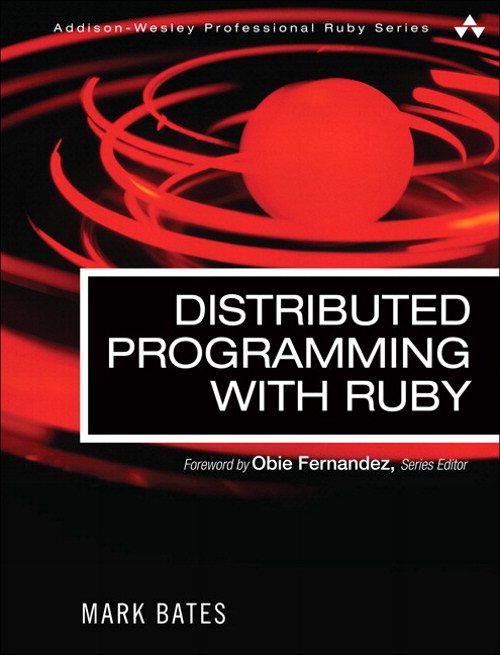 Addison-Wesley Professional Ruby Series
DISTRIBUTED
PROGRAMMING
WITH RUBY
Foreword by Obie Fernandez, Series Editor
MARK BATES